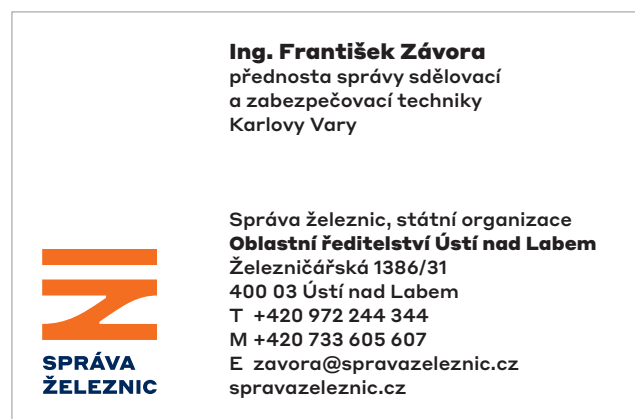 Ing. František Závora
přednosta správy sdělovací
a zabezpečovací techniky
Karlovy Vary
Správa železnic, státní organizace
Oblastní ředitelství Ústí nad Labem
Železničářská 1386/31
400 03 Ústí nad Labem
T +420 972 244 344
M +420 733 605 607
E zavora@spravazeleznic.cz
spravazeleznic.cz
SPRÁVA
ŽELEZNIC